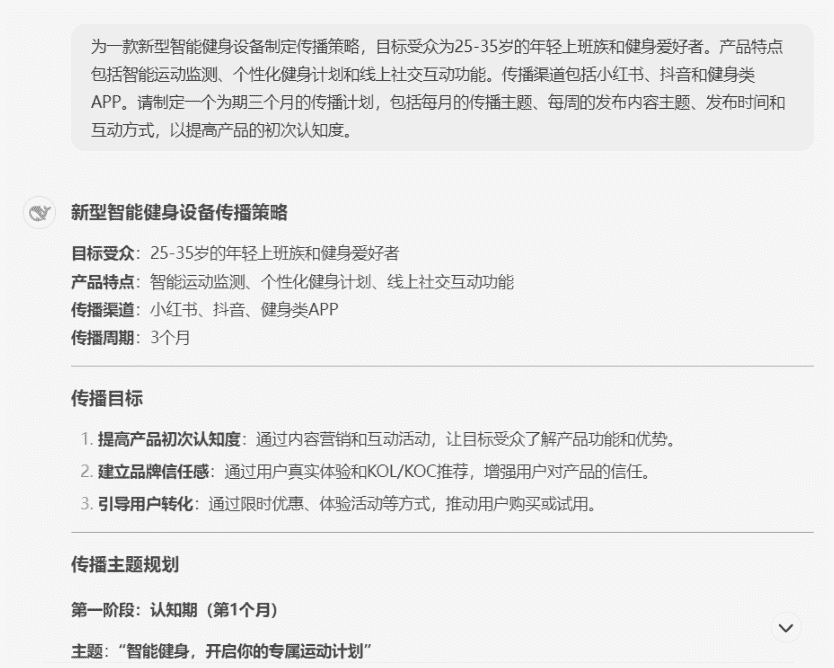 为一款新型智能健身设备制定传播策略，目标受众为25-35岁的年轻上班族和健身爱好者。产品特点
包括智能运动监测、个性化健身计划和线上社交互动功能。传播渠道包括小红书、抖音和健身类
APP。请制定一个为期三个月的传播计划，包括每月的传播主题、每周的发布内容主题、发布时间和
互动方式，以提高产品的初次认知度。
新型智能健身设备传播策略
目标受众：25-35岁的年轻上班族和健身爱好者
产品特点：智能运动监测、个性化健身计划、线上社交互动功能
传播渠道：小红书、抖音、健身类APP
传播周期：3个月
传播目标
1. 提高产品初次认知度：通过内容营销和互动活动，让目标受众了解产品功能和优势。
2. 建立品牌信任感：通过用户真实体验和KOL/KOC推荐，增强用户对产品的信任。
3. 引导用户转化：通过限时优惠、体验活动等方式，推动用户购买或试用。
传播主题规划
第一阶段：认知期（第1个月）
主题：“智能健身，开启你的专属运动计划”